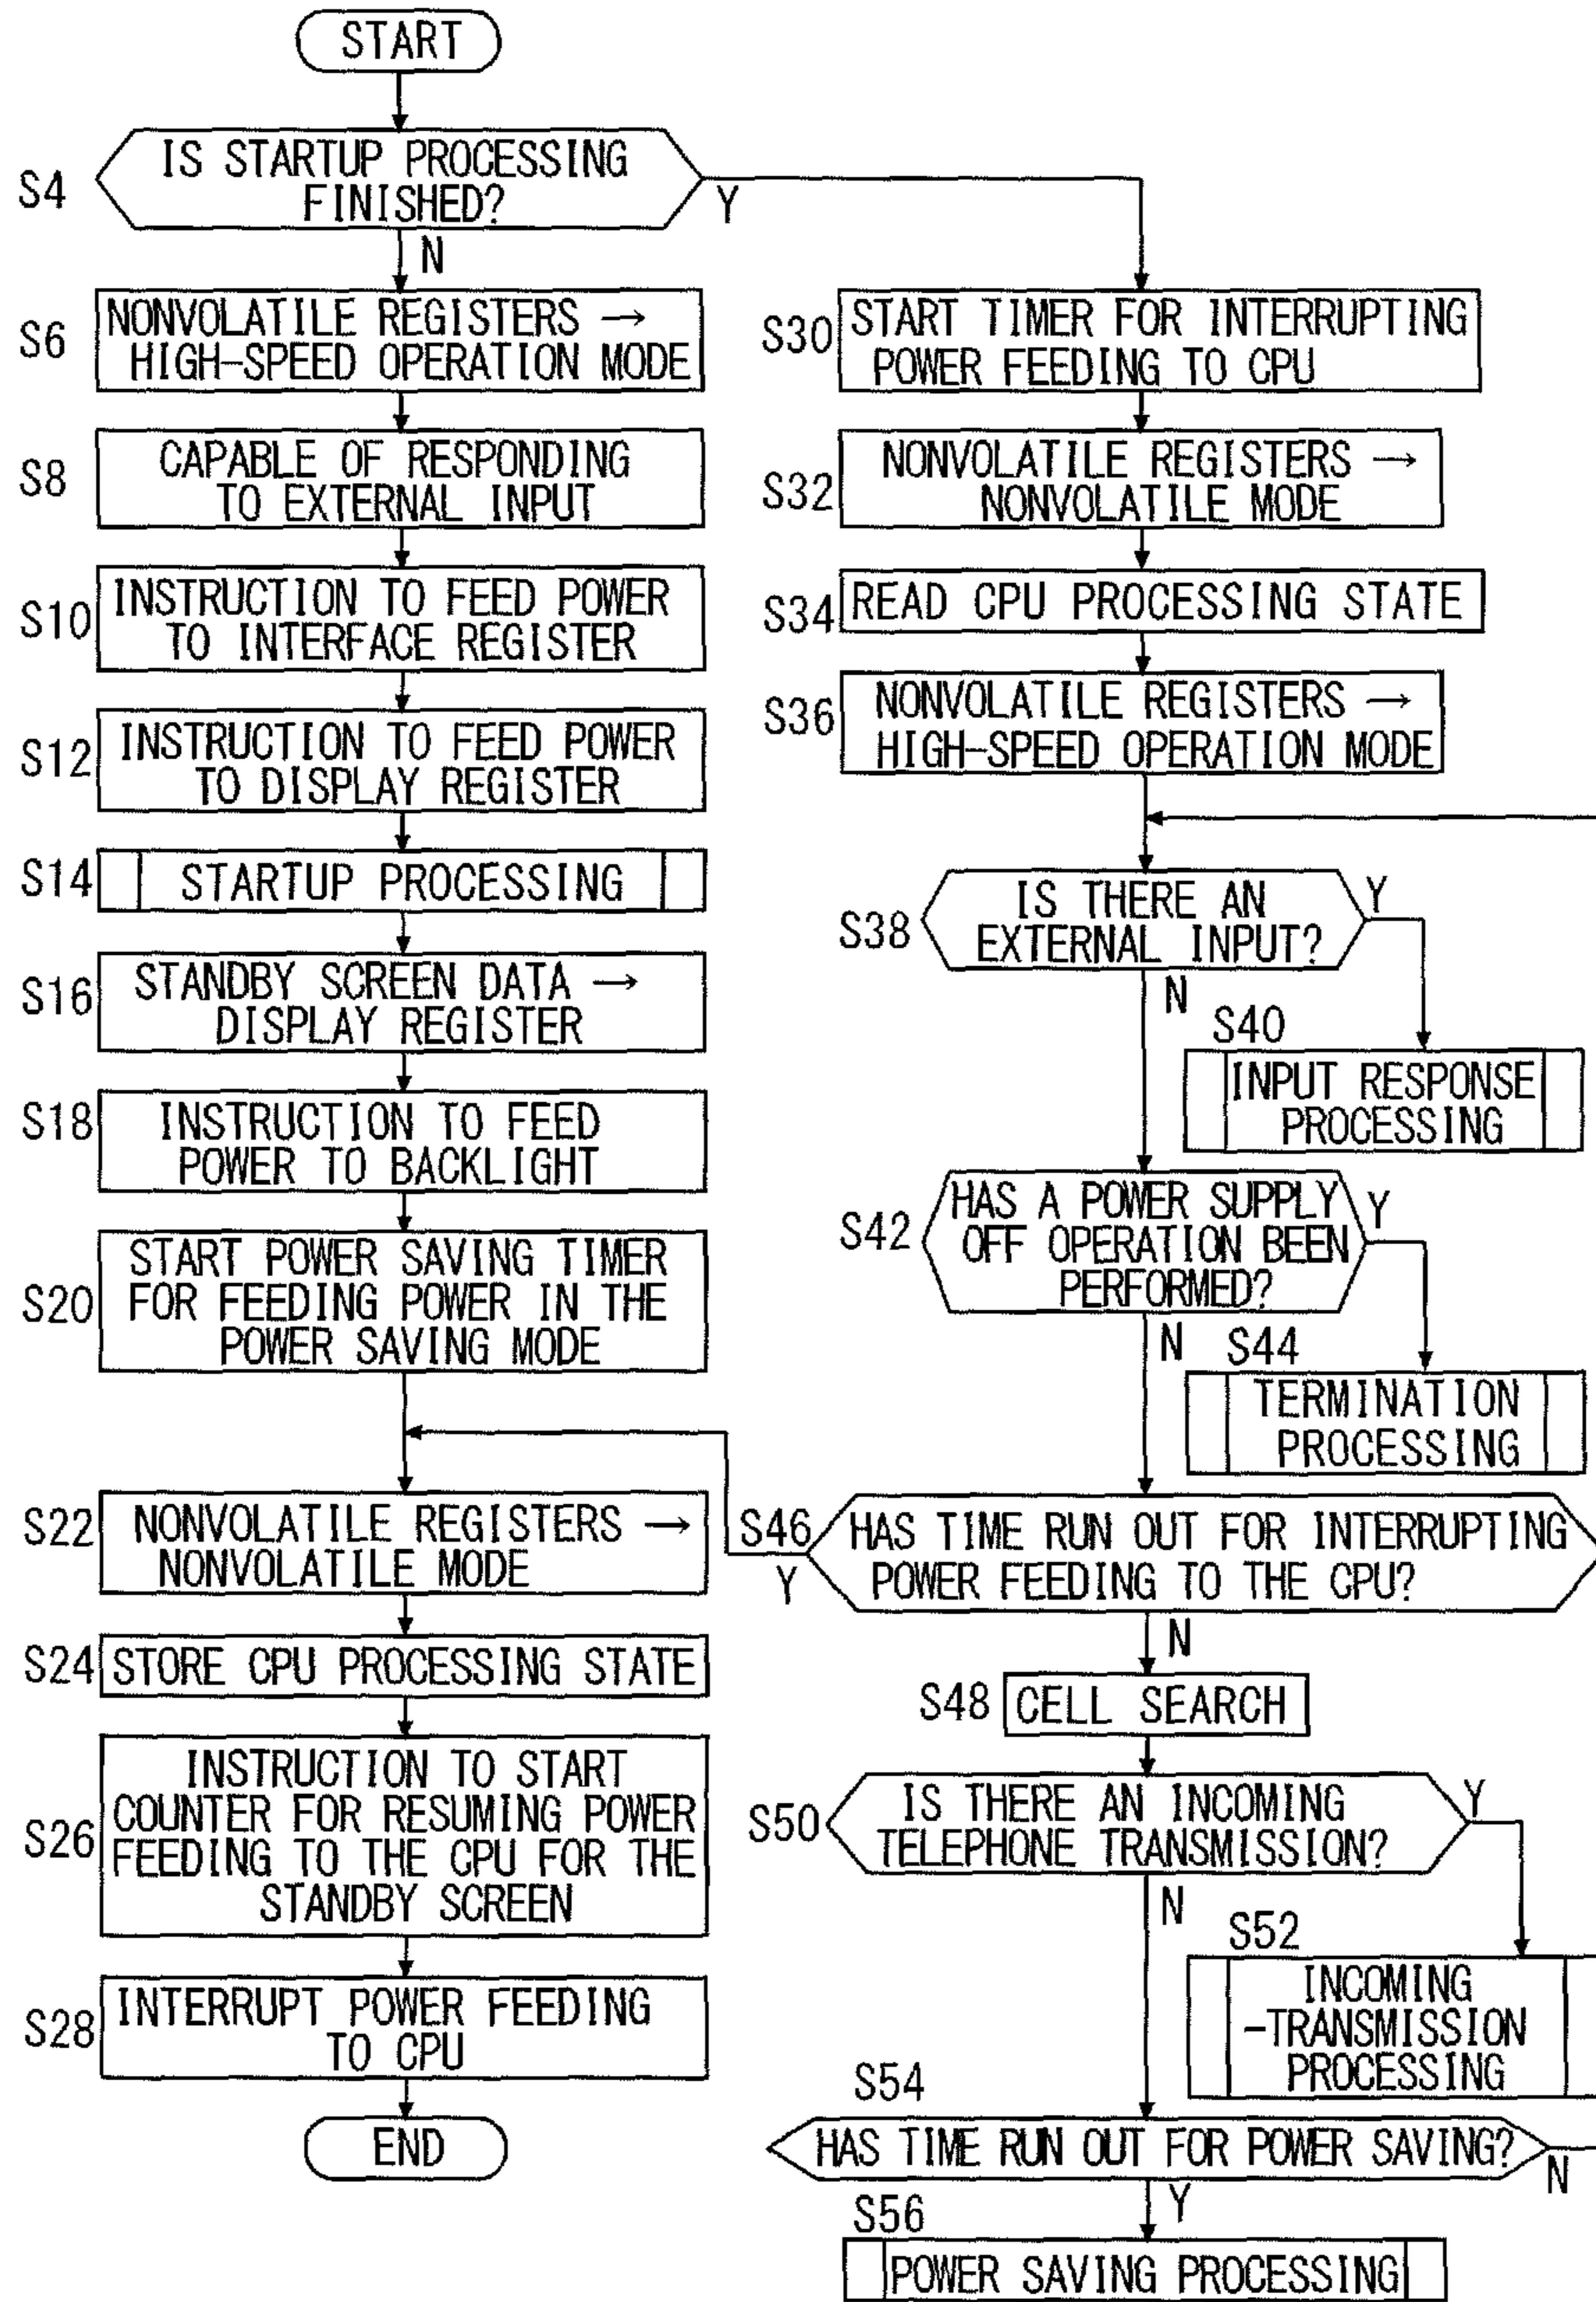 START
S4
IS STARTUP PROCESSING
FINISHED?
Y
N
S6
NONVOLATILE REGISTERS →
HIGH-SPEED OPERATION MODE
S8
CAPABLE OF RESPONDING
TO EXTERNAL INPUT
S10
INSTRUCTION TO FEED POWER
TO INTERFACE REGISTER
S12
INSTRUCTION TO FEED POWER
TO DISPLAY REGISTER
S14
STARTUP PROCESSING
S16
STANDBY SCREEN DATA →
DISPLAY REGISTER
S18
INSTRUCTION TO FEED
POWER TO BACKLIGHT
S20
START POWER SAVING TIMER
FOR FEEDING POWER IN THE
POWER SAVING MODE
S22
NONVOLATILE REGISTERS →
NONVOLATILE MODE
S24
STORE CPU PROCESSING STATE
S26
INSTRUCTION TO START
COUNTER FOR RESUMING POWER
FEEDING TO THE CPU FOR THE
STANDBY SCREEN
S28
INTERRUPT POWER FEEDING
TO CPU
END
S30
START TIMER FOR INTERRUPTING
POWER FEEDING TO CPU
S32
NONVOLATILE REGISTERS →
NONVOLATILE MODE
S34
READ CPU PROCESSING STATE
S36
NONVOLATILE REGISTERS →
HIGH-SPEED OPERATION MODE
S38
IS THERE AN
EXTERNAL INPUT?
Y
N
S40
INPUT RESPONSE
PROCESSING
S42
HAS A POWER SUPPLY
OFF OPERATION BEEN
PERFORMED?
Y
N
S44
TERMINATION
PROCESSING
S46
HAS TIME RUN OUT FOR INTERRUPTING
POWER FEEDING TO THE CPU?
Y
N
S48
CELL SEARCH
S50
IS THERE AN INCOMING
TELEPHONE TRANSMISSION?
Y
N
S52
INCOMING
-TRANSMISSION
PROCESSING
S54
HAS TIME RUN OUT FOR POWER SAVING?
N
Y
S56
POWER SAVING PROCESSING